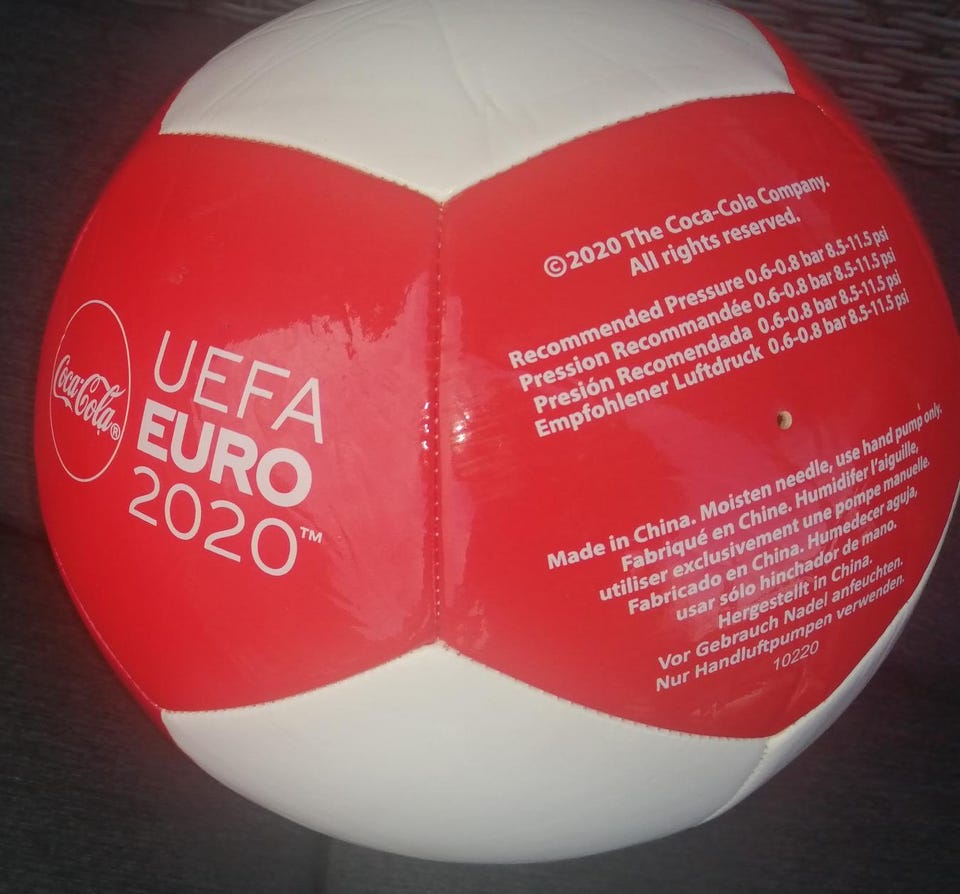 Coca-Cola®
UEFA
EURO
2020™
©2020 The Coca-Cola Company.
All rights reserved.
Recommended Pressure 0.6-0.8 bar 8.5-11.5 psi
Pression Recommandée 0.6-0.8 bar 8.5-11.5 psi
Presión Recomendada 0.6-0.8 bar 8.5-11.5 psi
Empfohlener Luftdruck 0.6-0.8 bar 8.5-11.5 psi
Made in China. Moisten needle, use hand pump only.
Fabriqué en Chine. Humidifer l'aiguille,
utiliser exclusivement une pompe manuelle.
Fabricado en China. Humedecer aguja,
usar sólo hinchador de mano.
Hergestellt in China.
Vor Gebrauch Nadel anfeuchten.
Nur Handluftpumpen verwenden.
10220